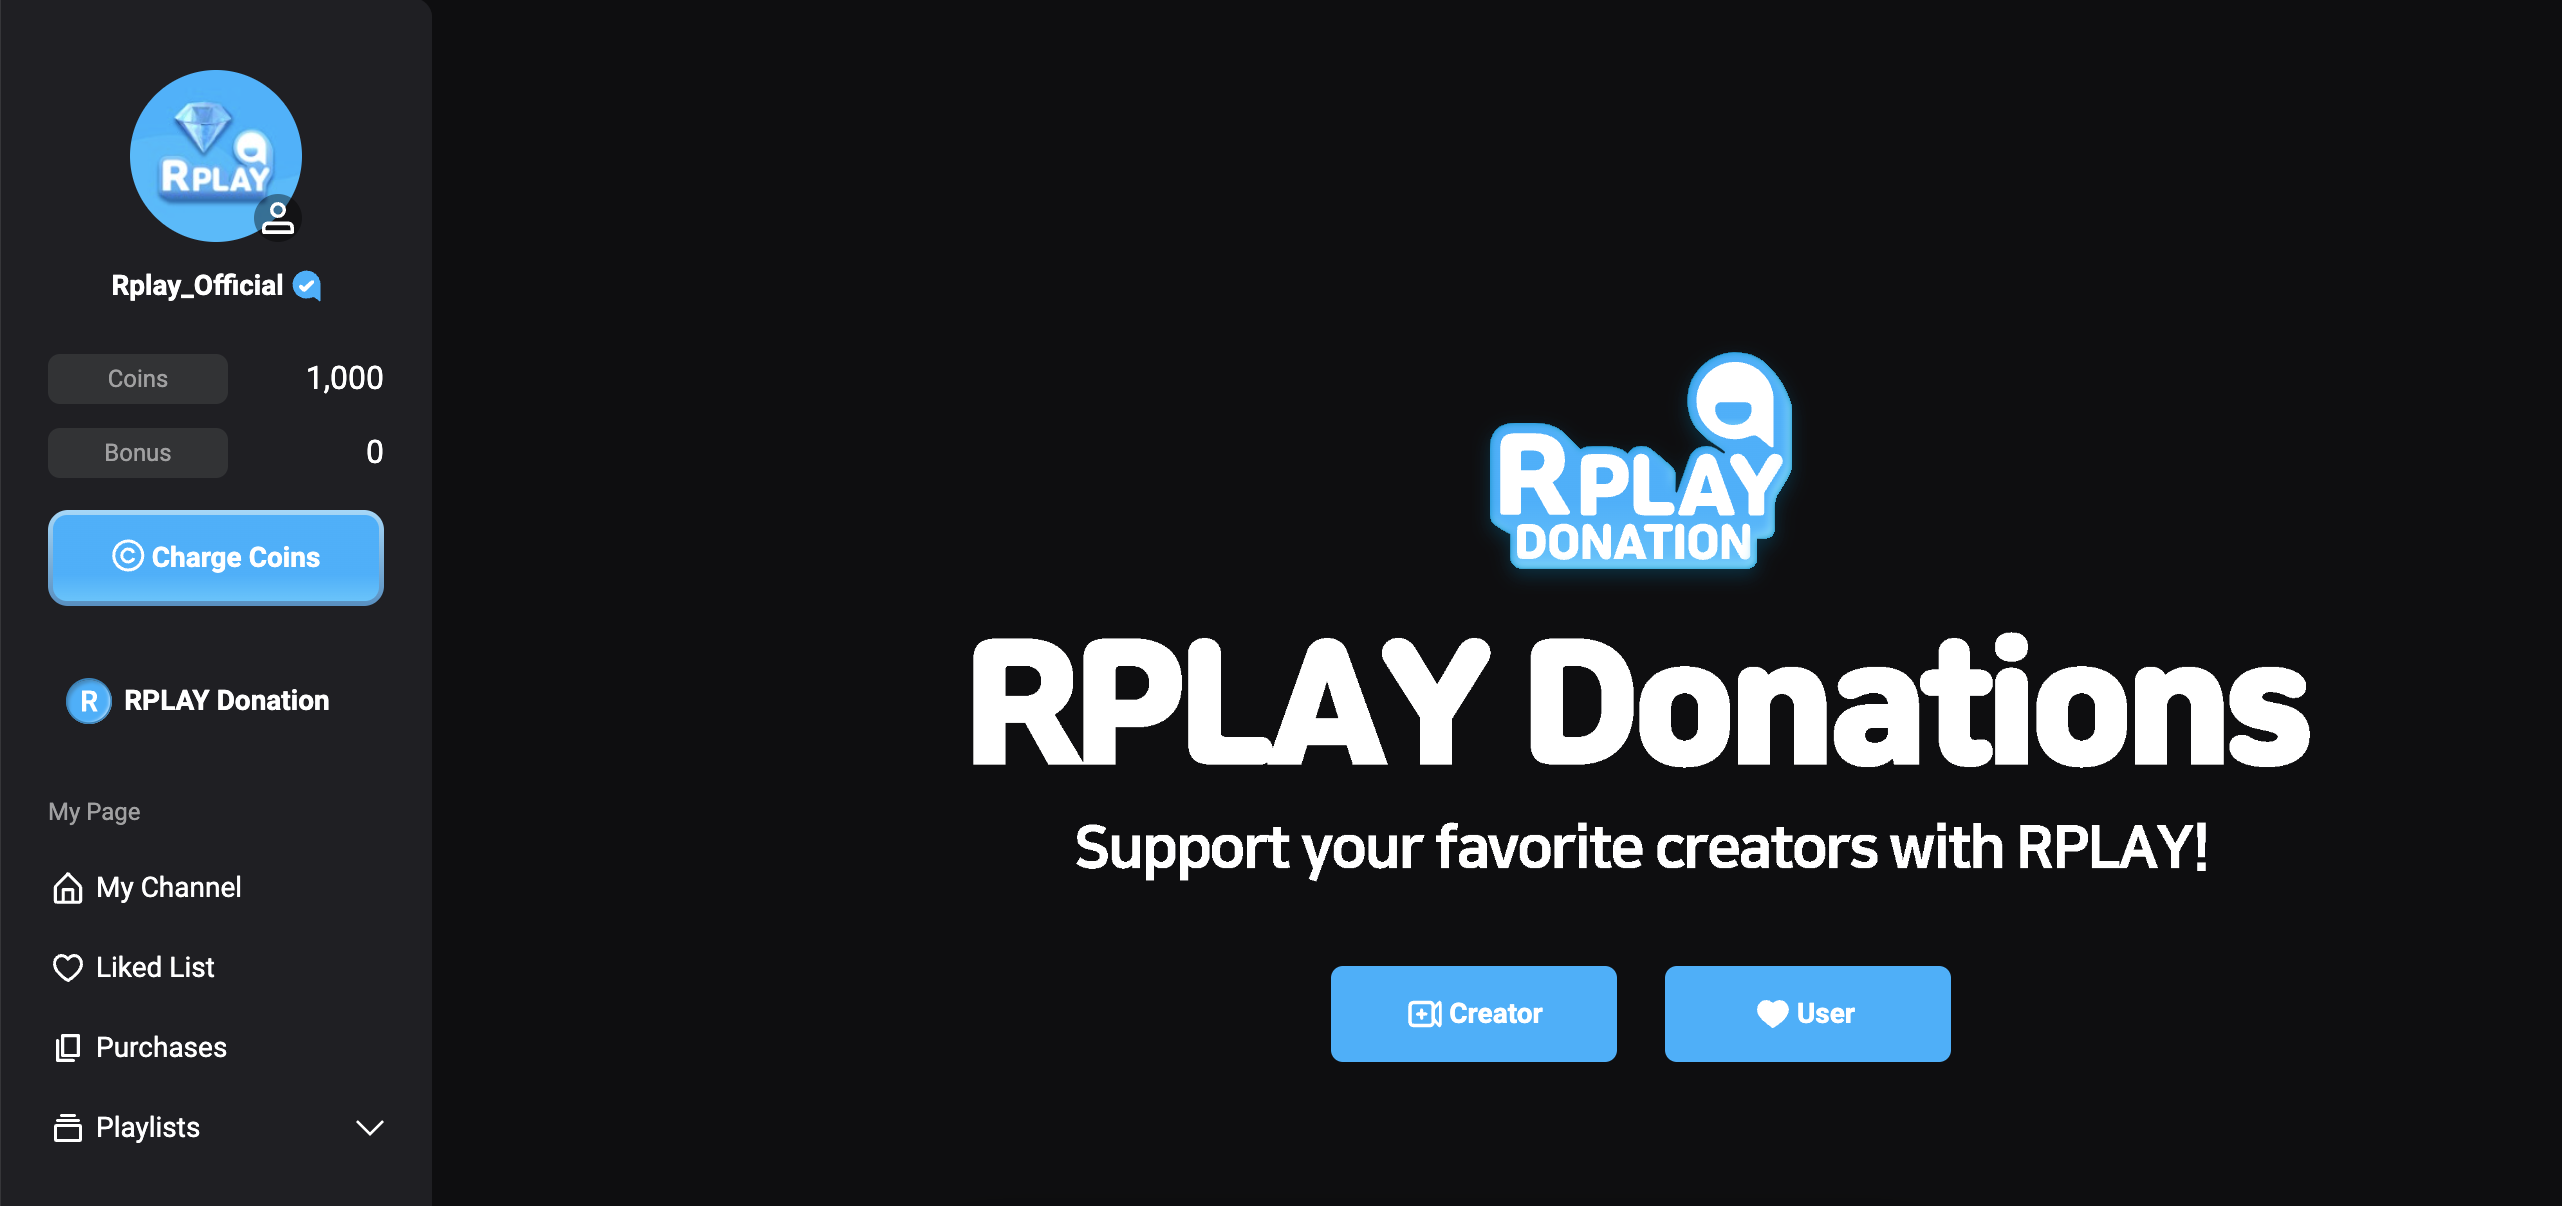 RPLAY
Rplay_Official
Coins 1,000
Bonus 0
Charge Coins
R RPLAY Donation
My Page
My Channel
Liked List
Purchases
Playlists
RPLAY
DONATION
RPLAY Donations
Support your favorite creators with RPLAY!
Creator
User